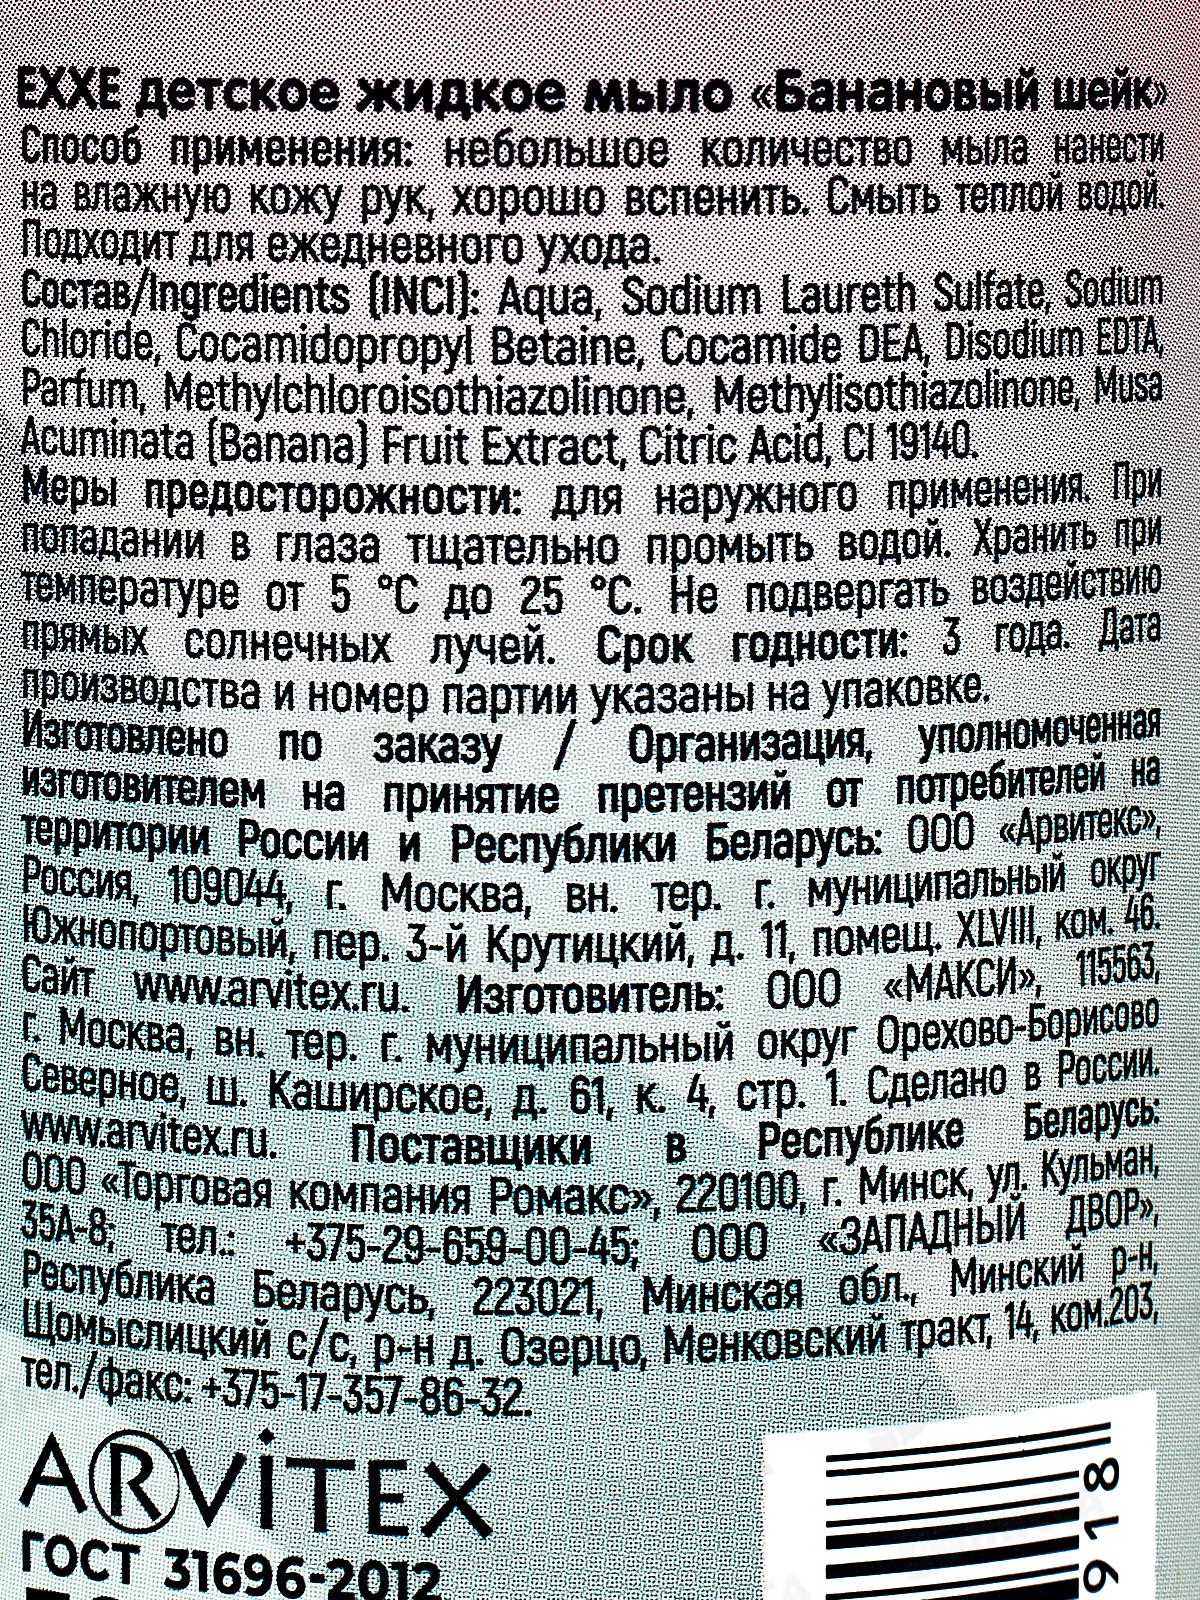 EXXE детское жидкое мыло «Банановый шейк»
Способ применения: небольшое количество мыла нанести
на влажную кожу рук, хорошо вспенить. Смыть теплой водой.
Подходит для ежедневного ухода.
Состав/Ingredients (INCI): Aqua, Sodium Laureth Sulfate, Sodium
Chloride, Cocamidopropyl Betaine, Cocamide DEA, Disodium EDTA,
Parfum, Methylchloroisothiazolinone, Methylisothiazolinone, Musa
Acuminata (Banana) Fruit Extract, Citric Acid, CI 19140.
Меры предосторожности: для наружного применения. При
попадании в глаза тщательно промыть водой. Хранить при
температуре от 5 °C до 25 °C. Не подвергать воздействию
прямых солнечных лучей. Срок годности: 3 года. Дата
производства и номер партии указаны на упаковке.
Изготовлено по заказу / Организация, уполномоченная
изготовителем на принятие претензий от потребителей на
территории России и Республики Беларусь: ООО «Арвитекс»,
Россия, 109044, г. Москва, вн. тер. г. муниципальный округ
Южнопортовый, пер. 3-й Крутицкий, д. 11, помещ. XLVIII, ком. 46.
Сайт www.arvitex.ru. Изготовитель: ООО «МАКСИ», 115563,
г. Москва, вн. тер. г. муниципальный округ Орехово-Борисово
Северное, ш. Каширское, д. 61, к. 4, стр. 1. Сделано в России.
www.arvitex.ru. Поставщики в Республике Беларусь:
ООО «Торговая компания Ромакс», 220100, г. Минск, ул. Кульман,
35А-8; тел.: +375-29-659-00-45; ООО «ЗАПАДНЫЙ ДВОР»,
Республика Беларусь, 223021, Минская обл., Минский р-н,
Щомыслицкий с/с, р-н д. Озерцо, Менковский тракт, 14, ком.203,
тел./факс: +375-17-357-86-32.
ARViTEX
ГОСТ 31696-2012
918